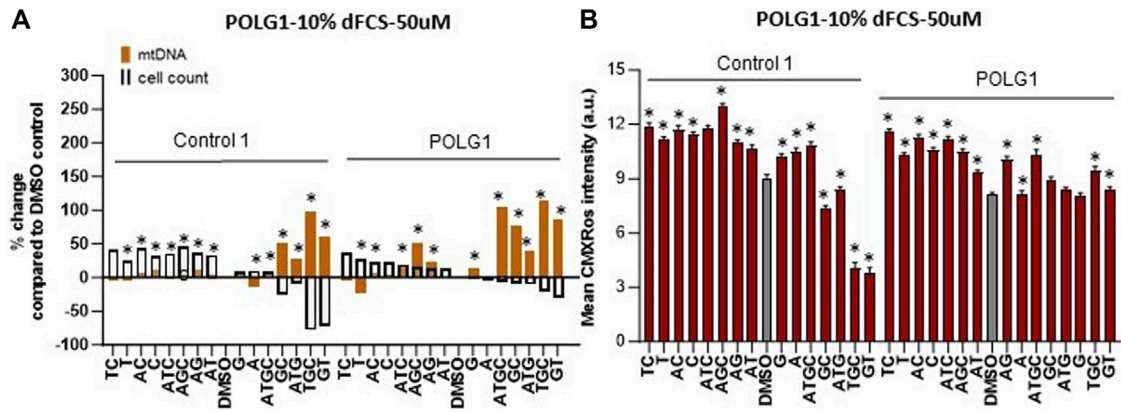 A
POLG1-10% dFCS-50uM
mtDNA
cell count
% change
compared to DMSO control
300
250
200
150
100
50
0
-50
-100
Control 1
POLG1
TC T AC C ATC AGC AG AT DMSO G A ATGC GC ATG TGC GT TC T AC C ATC AGC AG AT DMSO G A ATGC GC ATG TGC GT
B
POLG1-10% dFCS-50uM
Mean CMXRos intensity (a.u.)
15
12
9
6
3
0
Control 1
POLG1
TC T AC C ATC AGC AG AT DMSO G A ATGC GC ATG TGC GT TC T AC C ATC AGC AT DMSO AG A ATGC GC ATG G TGC GT